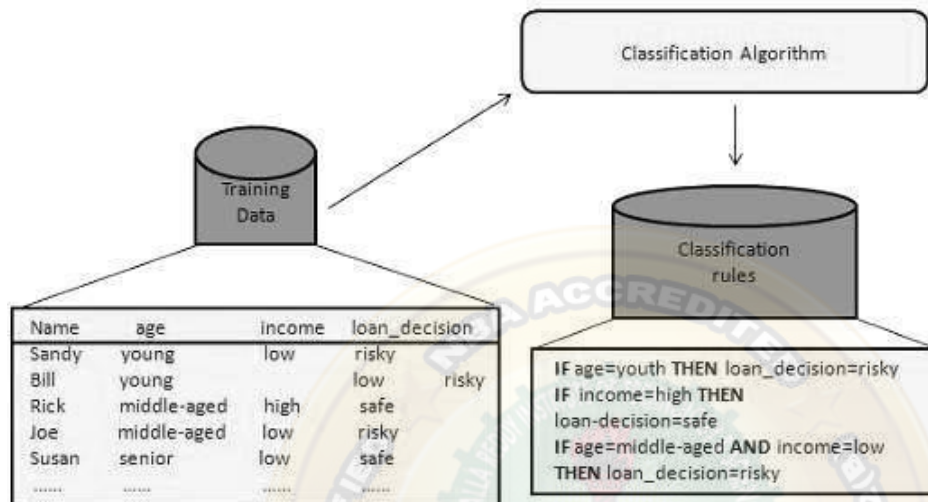 Classification Algorithm
Training
Data
Classification
rules
Name age income loan_decision
Sandy young low risky
Bill young low risky
Rick middle-aged high safe
Joe middle-aged low risky
Susan senior low safe
...... ...... ...... ......
IF age=youth THEN loan_decision=risky
IF income=high THEN
loan-decision=safe
IF age=middle-aged AND income=low
THEN loan_decision=risky
NBA ACCREDITED